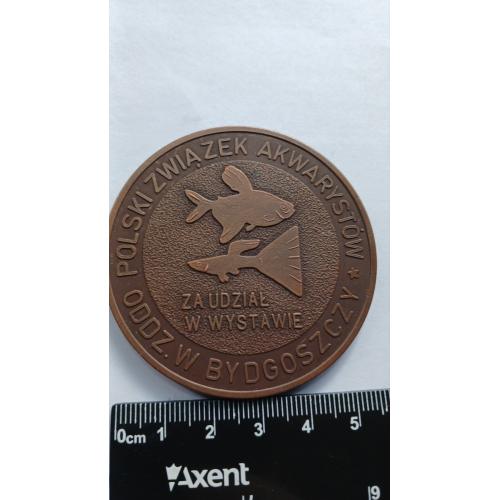 POLSKI ZWIĄZEK AKWARYSTÓW
ZA UDZIAŁ
W WYSTAWIE
ODDZ. W BYDGOSZCZY *
0cm 1 2 3 4 5
Axent
9